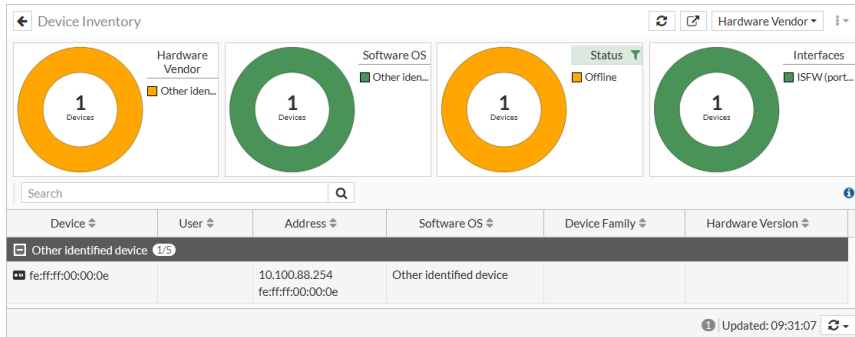 Device Inventory
Hardware Vendor
Hardware
Vendor
Other iden...
1
Devices
Software OS
Other iden...
1
Devices
Status
Offline
1
Devices
Interfaces
ISFW (port...
1
Devices
Search
Device User Address Software OS Device Family Hardware Version
Other identified device 1/5
fe:ff:ff:00:00:0e 10.100.88.254 Other identified device
fe:ff:ff:00:00:0e
1 Updated: 09:31:07